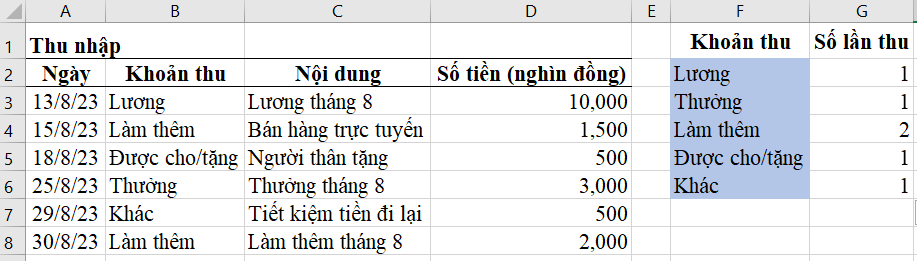 A B C D E F G
1 Thu nhập Khoản thu Số lần thu
2 Ngày Khoản thu Nội dung Số tiền (nghìn đồng) Lương 1
3 13/8/23 Lương Lương tháng 8 10,000 Thưởng 1
4 15/8/23 Làm thêm Bán hàng trực tuyến 1,500 Làm thêm 2
5 18/8/23 Được cho/tặng Người thân tặng 500 Được cho/tặng 1
6 25/8/23 Thưởng Thưởng tháng 8 3,000 Khác 1
7 29/8/23 Khác Tiết kiệm tiền đi lại 500
8 30/8/23 Làm thêm Làm thêm tháng 8 2,000